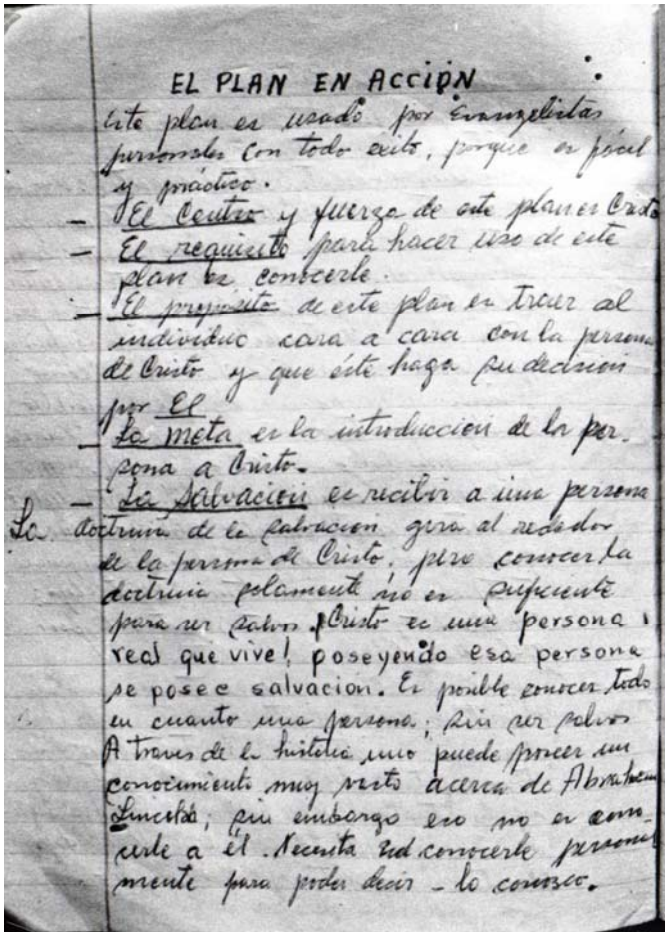 EL PLAN EN ACCIÓN
Este plan es usado por Evangelistas
personales con todo exito, porque es fácil
y práctico.
- El Centro y fuerza de este plan es Cristo
- El requisito para hacer uso de este
plan es conocerle.
- El propósito de este plan es traer al
individuo cara a cara con la persona
de Cristo y que éste haga su decisión
por El
- La meta es la introducción de la per-
sona a Cristo.
- La Salvación es recibir a una persona
La doctrina de la salvacion gira al rededor
de la persona de Cristo, pero conocer la
doctrina solamente no es suficiente
para ser salvos. ¡Cristo es una persona
real que vive! poseyendo esa persona
se posee salvación. Es posible conocer todo
en cuanto una persona; sin ser salvos
A traves de la historia uno puede poseer un
conocimiento muy vasto acerca de Abraham
Lincoln; sin embargo eso no es cono-
cerle a él. Necesita Ud conocerle personal
mente para poder decir - lo conosco.